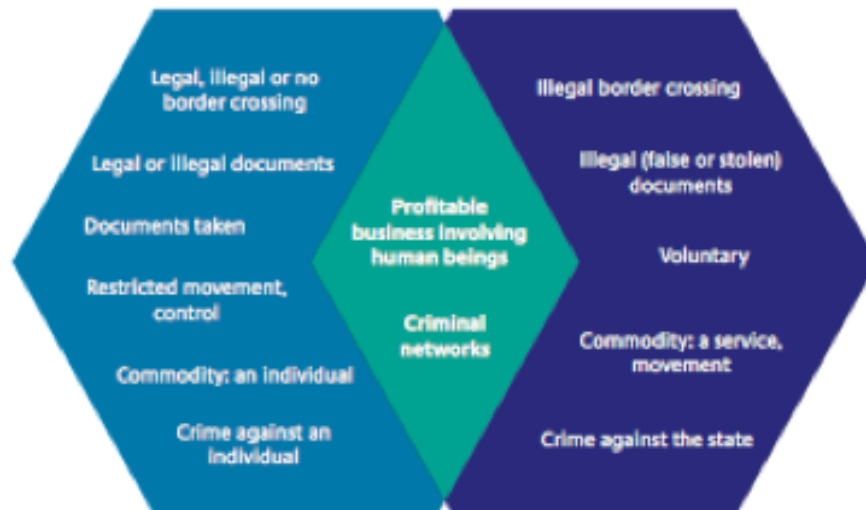 Legal, illegal or no
border crossing
Legal or illegal documents
Documents taken
Restricted movement,
control
Commodity: an individual
Crime against an
individual
Profitable
business involving
human beings
Criminal
networks
Illegal border crossing
Illegal (false or stolen)
documents
Voluntary
Commodity: a service,
movement
Crime against the state